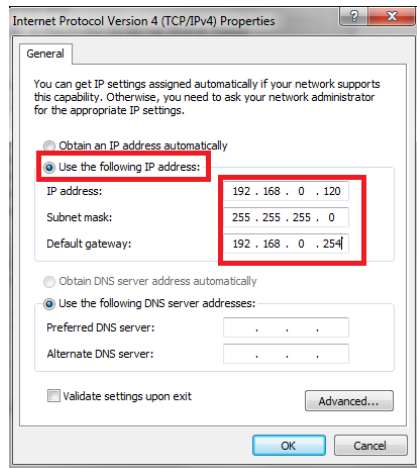 Internet Protocol Version 4 (TCP/IPv4) Properties
General
You can get IP settings assigned automatically if your network supports
this capability. Otherwise, you need to ask your network administrator
for the appropriate IP settings.
Obtain an IP address automatically
Use the following IP address:
IP address: 192 . 168 . 0 . 120
Subnet mask: 255 . 255 . 255 . 0
Default gateway: 192 . 168 . 0 . 254
Obtain DNS server address automatically
Use the following DNS server addresses:
Preferred DNS server: . . .
Alternate DNS server: . . .
Validate settings upon exit
Advanced...
OK Cancel